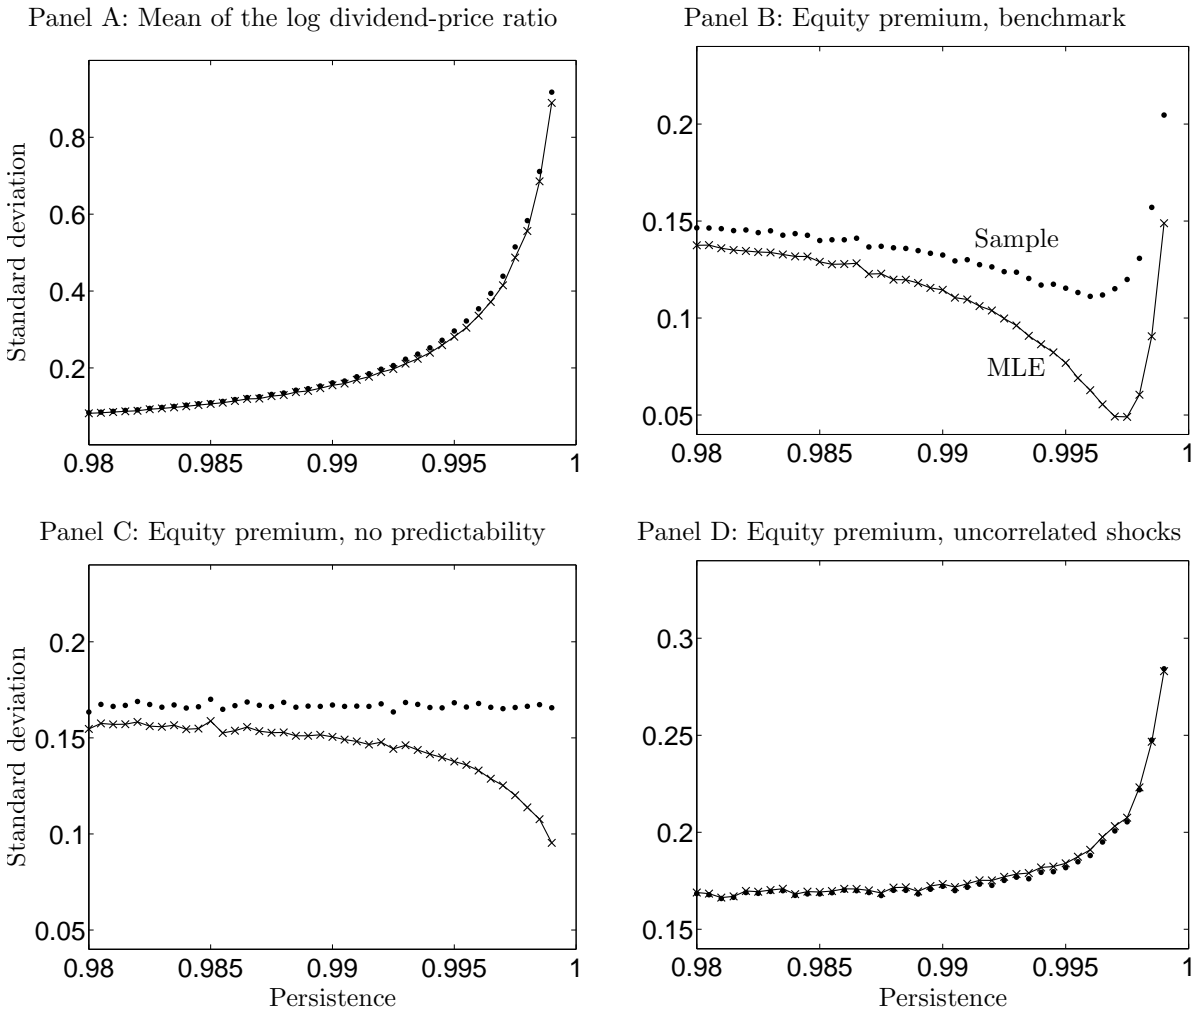 Panel A: Mean of the log dividend-price ratio
Standard deviation
0.8
0.6
0.4
0.2
0.98 0.985 0.99 0.995 1
Panel B: Equity premium, benchmark
0.2
0.15
0.1
0.05
Sample
MLE
0.98 0.985 0.99 0.995 1
Panel C: Equity premium, no predictability
Standard deviation
0.2
0.15
0.1
0.05
0.98 0.985 0.99 0.995 1
Persistence
Panel D: Equity premium, uncorrelated shocks
0.3
0.25
0.2
0.15
0.98 0.985 0.99 0.995 1
Persistence